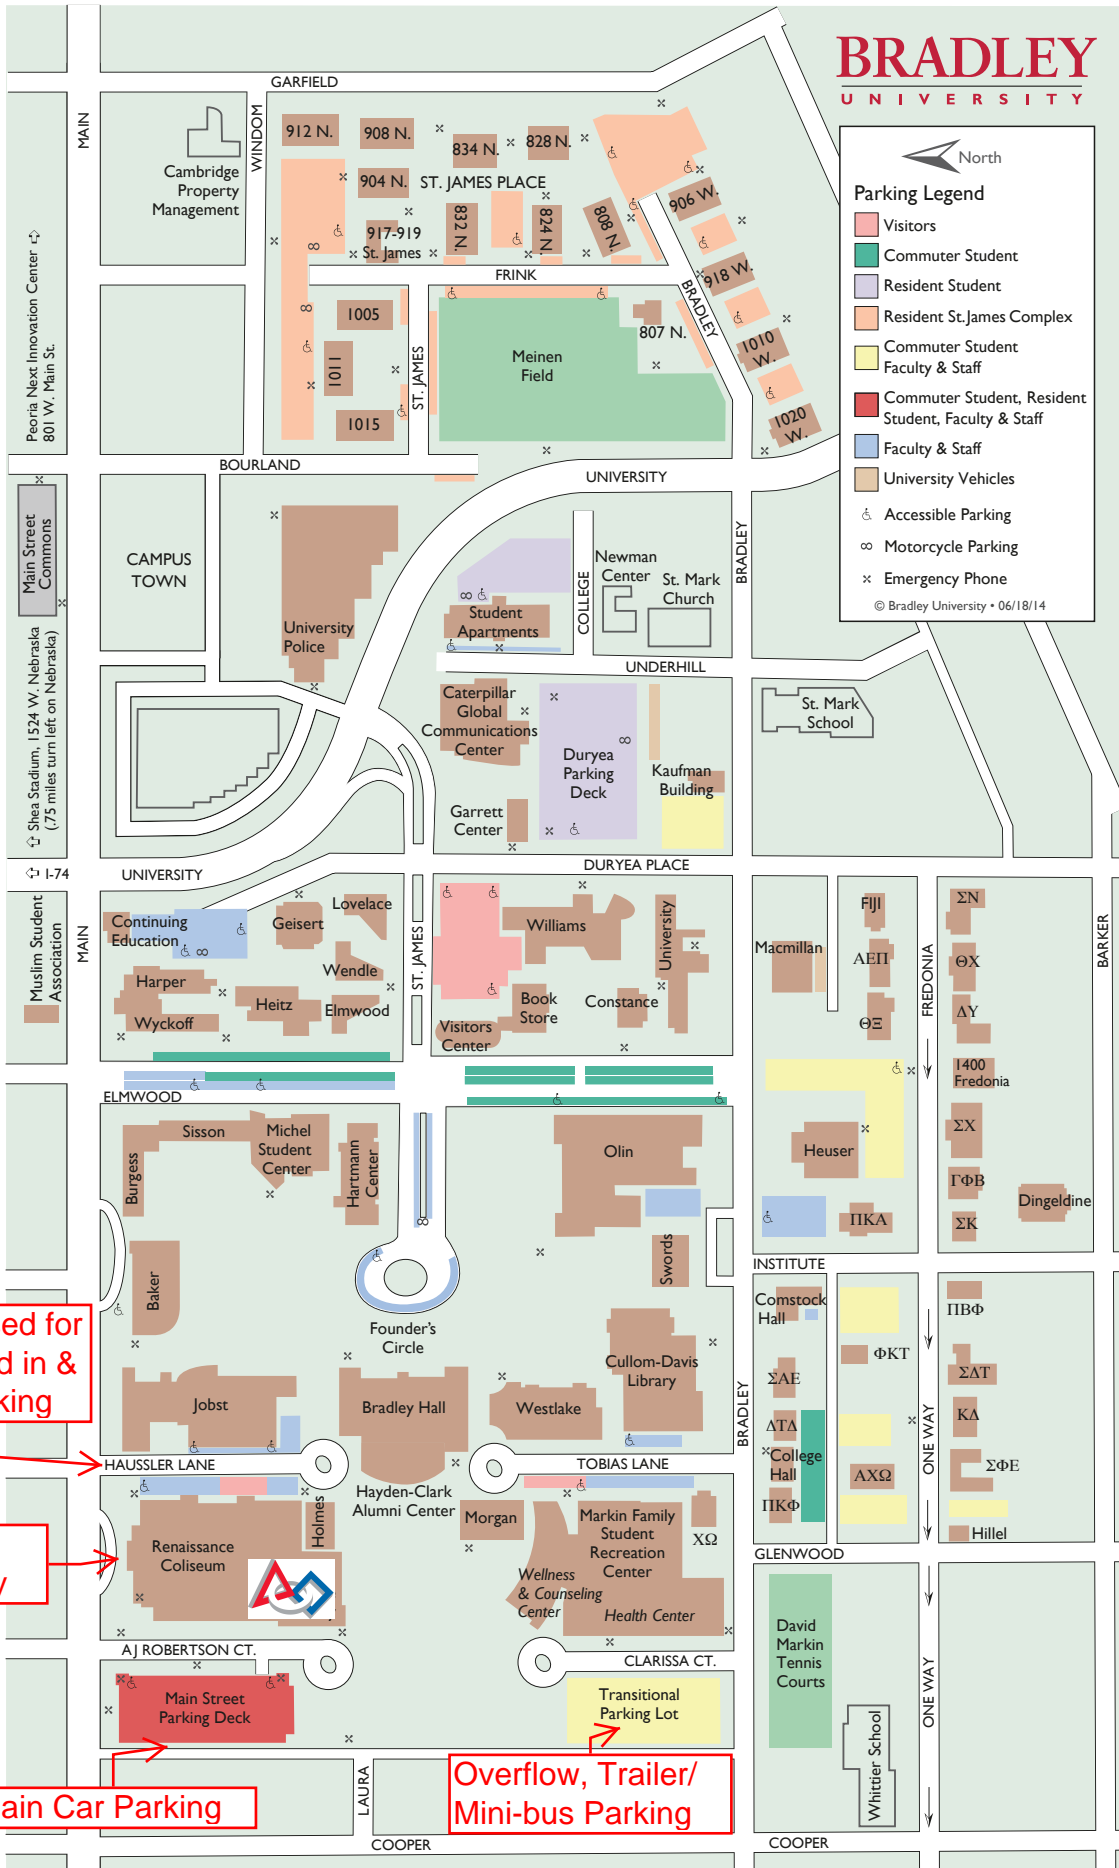 BRADLEY
UNIVERSITY
North
Parking Legend
Visitors
Commuter Student
Resident Student
Resident St.James Complex
Commuter Student
Faculty & Staff
Commuter Student, Resident
Student, Faculty & Staff
Faculty & Staff
University Vehicles
Accessible Parking
Motorcycle Parking
Emergency Phone
© Bradley University • 06/18/14
GARFIELD
MAIN
WINDOM
Cambridge
Property
Management
912 N.
908 N.
834 N.
828 N.
904 N.
ST. JAMES PLACE
917-919
St. James
832 N.
824 N.
808 N.
906 W.
918 W.
1010
W.
1020
W.
FRINK
BRADLEY
807 N.
1005
1011
1015
ST. JAMES
Meinen
Field
Peoria Next Innovation Center ⇨
801 W. Main St.
BOURLAND
UNIVERSITY
Main Street
Commons
CAMPUS
TOWN
University
Police
Student
Apartments
COLLEGE
Newman
Center
St. Mark
Church
BRADLEY
UNDERHILL
St. Mark
School
Caterpillar
Global
Communications
Center
Duryea
Parking
Deck
Kaufman
Building
Garrett
Center
⇦ Shea Stadium, 1524 W. Nebraska
(.75 miles turn left on Nebraska)
⇦ I-74
UNIVERSITY
DURYEA PLACE
Muslim Student
Association
MAIN
Continuing
Education
Geisert
Lovelace
Wendle
Harper
Heitz
Elmwood
Wyckoff
ST. JAMES
Williams
University
Book
Store
Constance
Visitors
Center
Macmillan
FIJI
ΑΕΠ
ΘΞ
FREDONIA
ΣΝ
ΘΧ
ΔΥ
1400
Fredonia
BARKER
ELMWOOD
Sisson
Michel
Student
Center
Burgess
Hartmann
Center
Olin
Heuser
ΣΧ
ΓΦΒ
ΣΚ
ΠΚΑ
Dingeldine
Baker
Swords
INSTITUTE
Founder's
Circle
Comstock
Hall
ΠΒΦ
ΦΚΤ
Cullom-Davis
Library
ΣΑΕ
ΣΔΤ
Jobst
Bradley Hall
Westlake
BRADLEY
ΔΤΔ
ΚΔ
ONE WAY
College
Hall
ΑΧΩ
ΣΦΕ
ΠΚΦ
Hillel
HAUSSLER LANE
TOBIAS LANE
Hayden-Clark
Alumni Center
Holmes
Renaissance
Coliseum
Morgan
Markin Family
Student
Recreation
Center
ΧΩ
Wellness
& Counseling
Center
Health Center
GLENWOOD
AJ ROBERTSON CT.
CLARISSA CT.
David
Markin
Tennis
Courts
ONE WAY
Main Street
Parking Deck
Transitional
Parking Lot
Whittier School
LAURA
Overflow, Trailer/
Mini-bus Parking
ain Car Parking
ed for
d in &
king
COOPER
COOPER